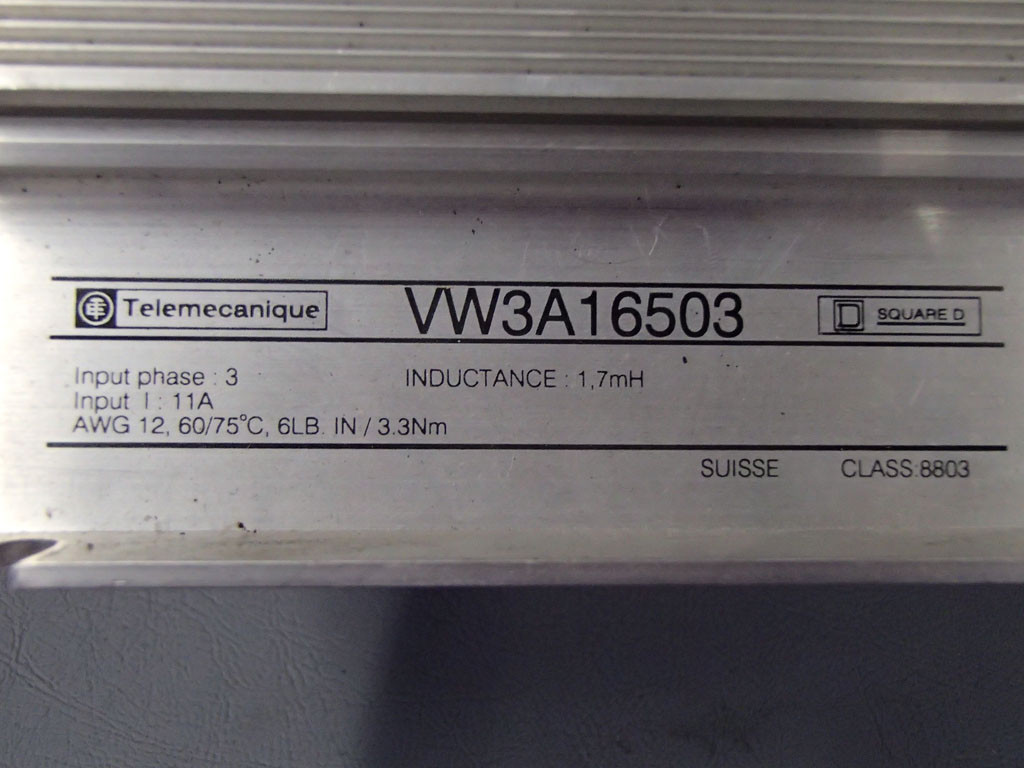 Telemecanique VW3A16503 SQUARE D
Input phase : 3 INDUCTANCE : 1,7mH
Input I : 11A
AWG 12, 60/75°C, 6LB. IN / 3.3Nm
SUISSE CLASS:8803